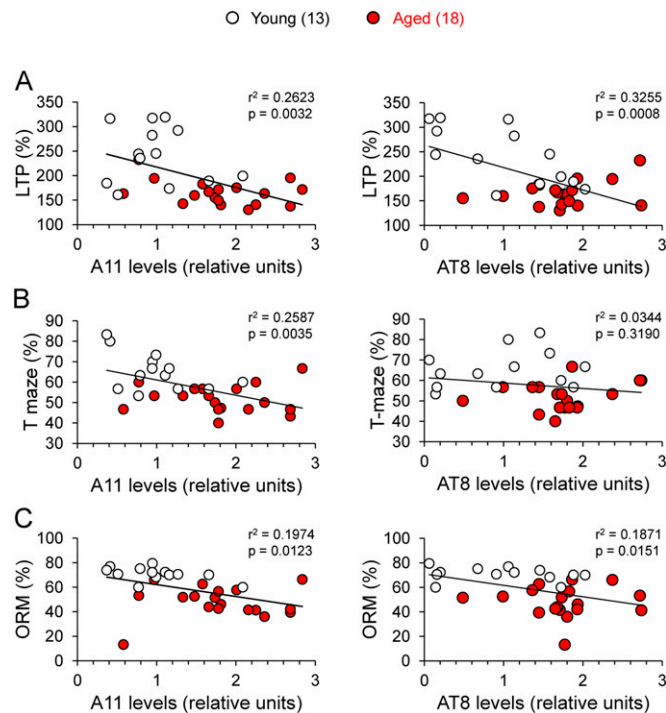 Young (13) Aged (18)
A
r² = 0.2623
p = 0.0032
350
300
250
200
150
100
LTP (%)
0 1 2 3
A11 levels (relative units)
r² = 0.3255
p = 0.0008
350
300
250
200
150
100
LTP (%)
0 1 2 3
AT8 levels (relative units)
B
r² = 0.2587
p = 0.0035
90
80
70
60
50
40
30
T maze (%)
0 1 2 3
A11 levels (relative units)
r² = 0.0344
p = 0.3190
90
80
70
60
50
40
30
T-maze (%)
0 1 2 3
AT8 levels (relative units)
C
r² = 0.1974
p = 0.0123
100
80
60
40
20
0
ORM (%)
0 1 2 3
A11 levels (relative units)
r² = 0.1871
p = 0.0151
100
80
60
40
20
0
ORM (%)
0 1 2 3
AT8 levels (relative units)